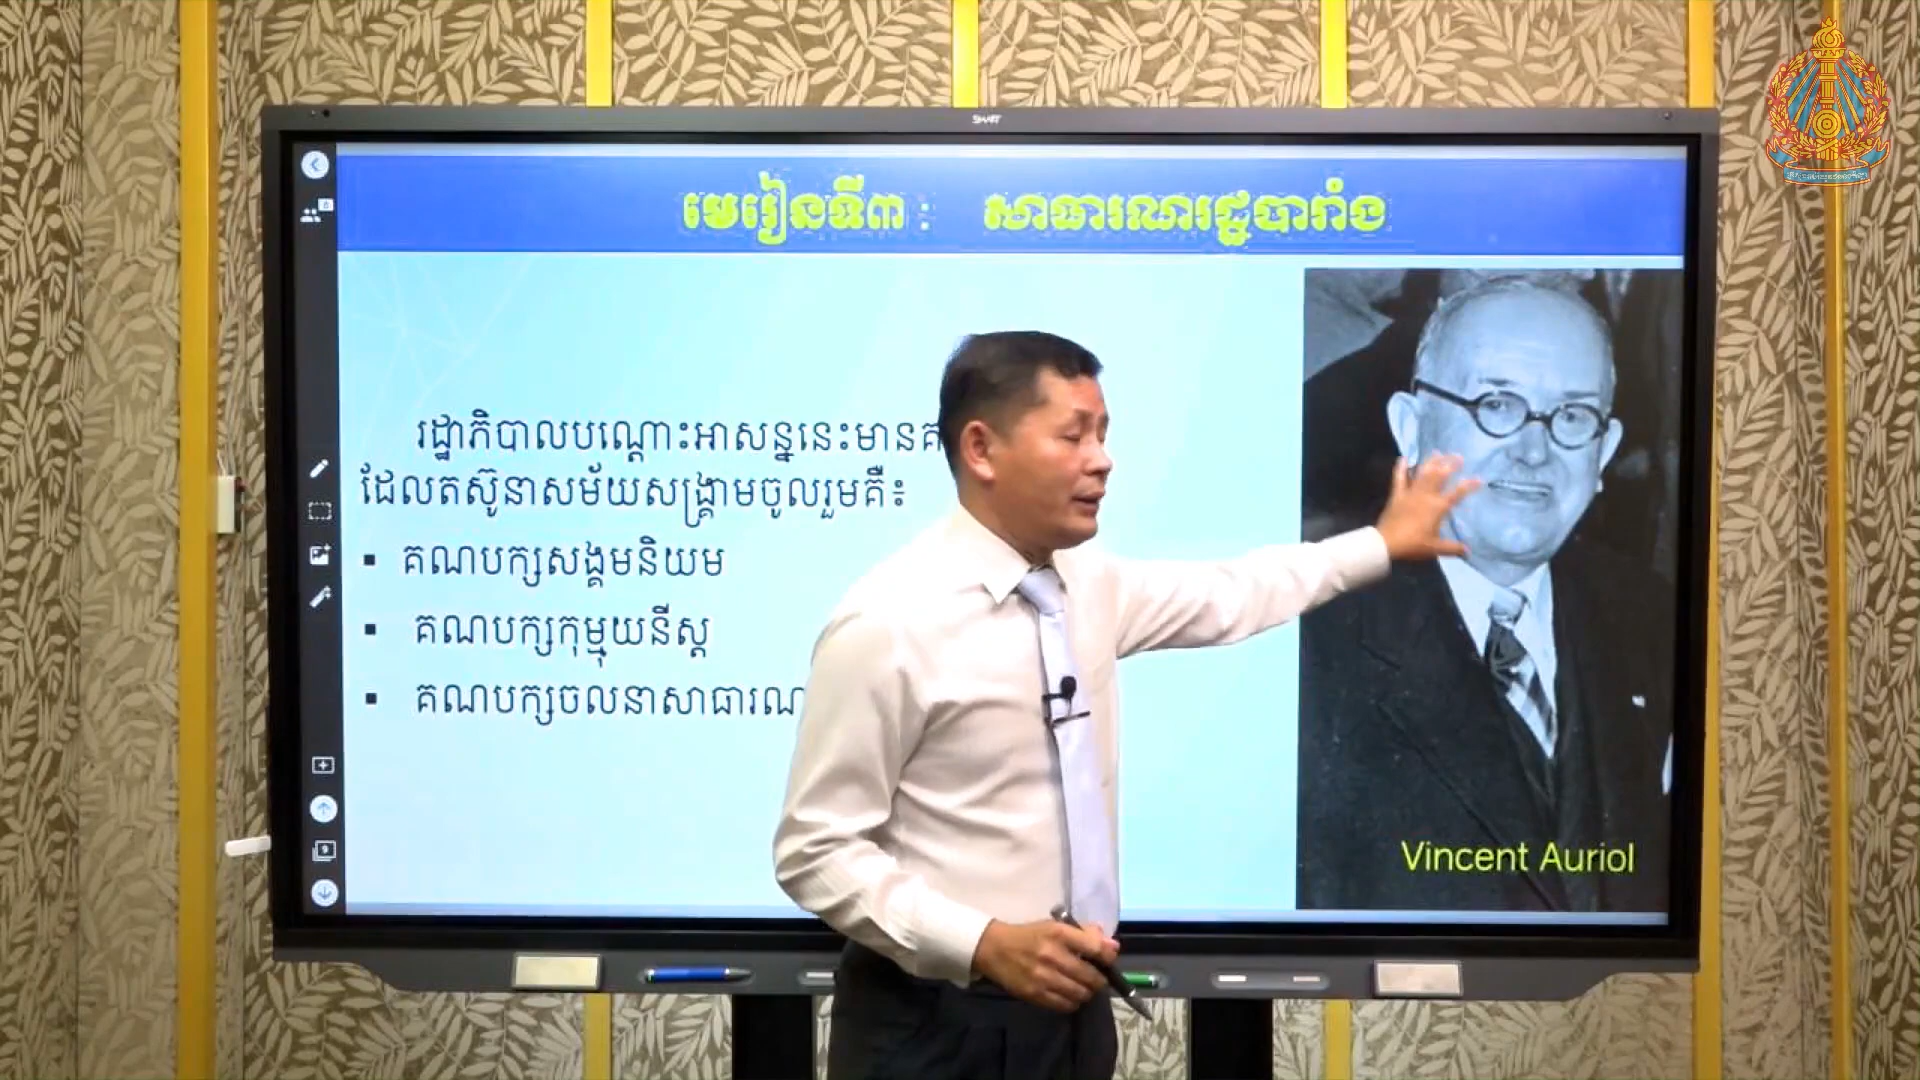 SMART
មេរៀនទី៣ : សាធារណរដ្ឋបារាំង
រដ្ឋាភិបាលបណ្តោះអាសន្ននេះមានគ
ដែលតស៊ូនាសម័យសង្គ្រាមចូលរួមគឺ៖
▪ គណបក្សសង្គមនិយម
▪ គណបក្សកុម្មុយនីស្ត
▪ គណបក្សចលនាសាធារណ
Vincent Auriol